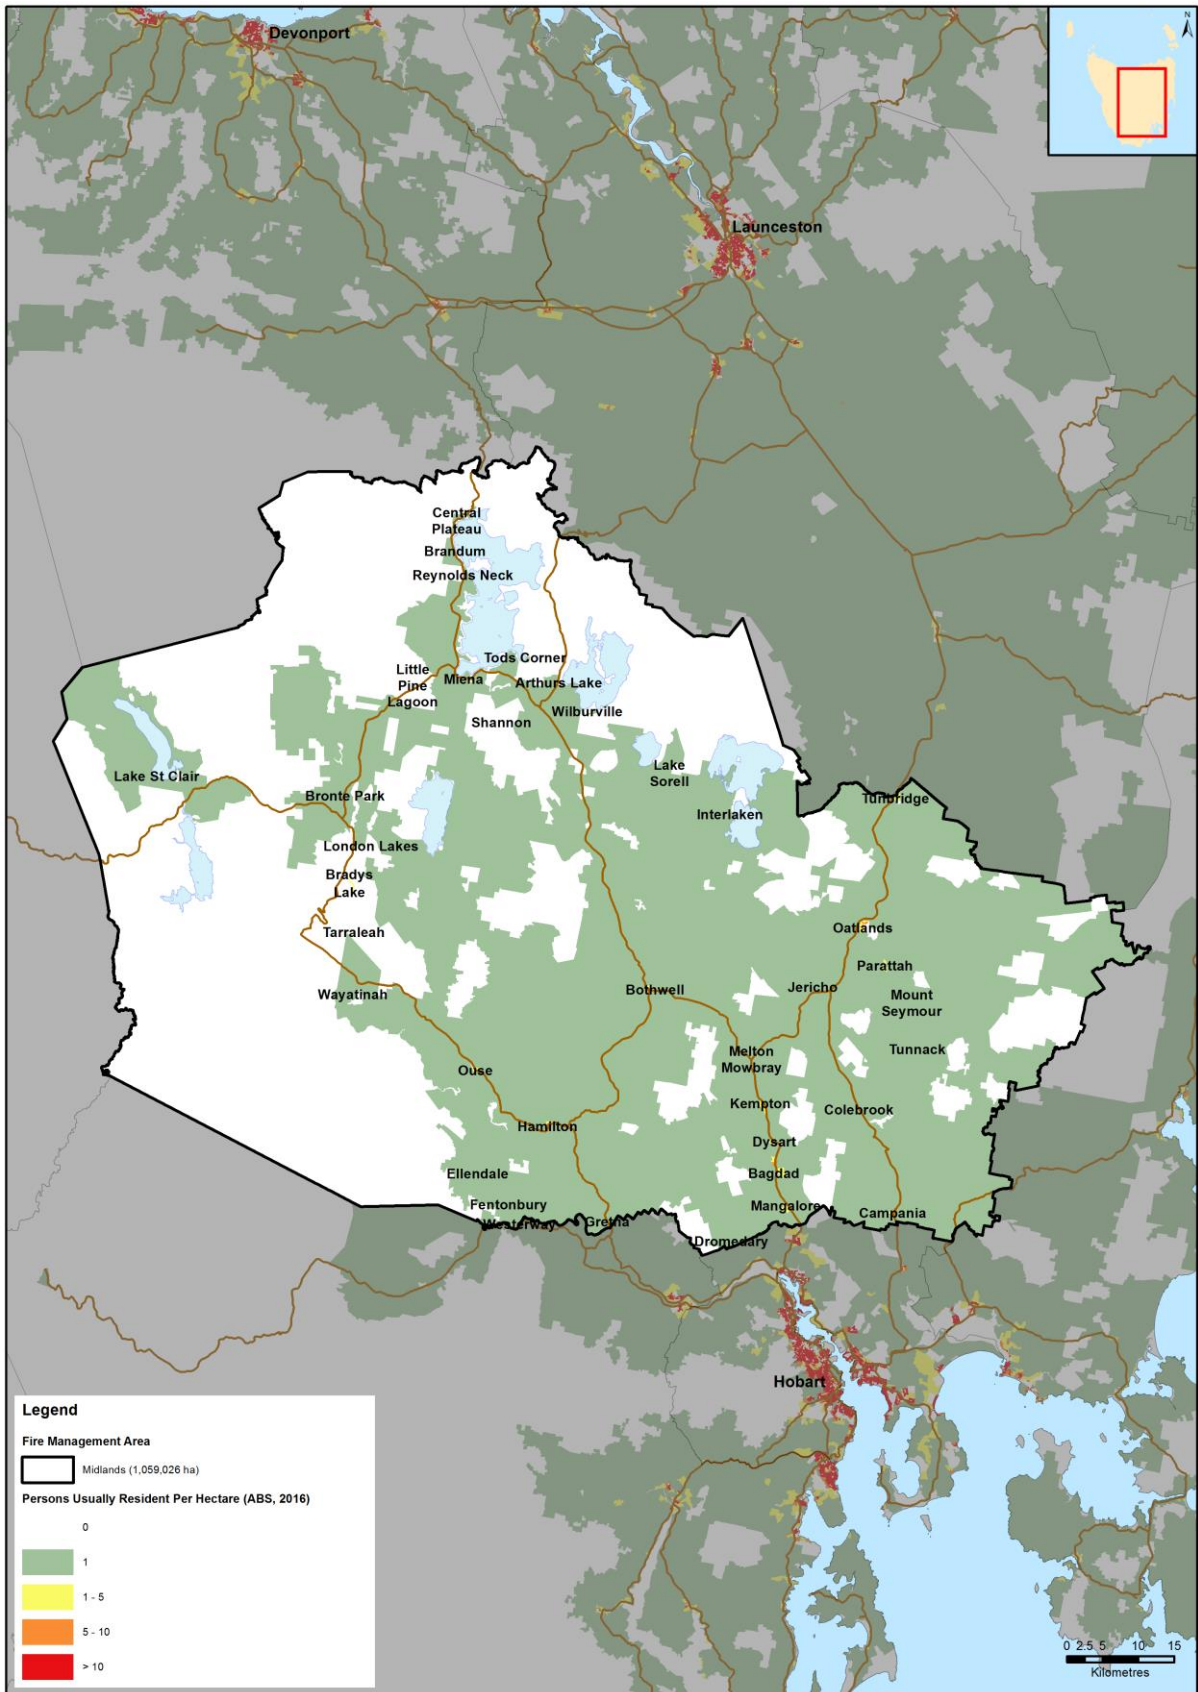 Devonport
N
Launceston
Central
Plateau
Brandum
Reynolds Neck
Tods Corner
Little
Pine
Lagoon
Miena
Arthurs Lake
Wilburville
Shannon
Lake
Sorell
Lake St Clair
Bronte Park
Interlaken
Tunbridge
London Lakes
Bradys
Lake
Tarraleah
Oatlands
Parattah
Wayatinah
Bothwell
Jericho
Mount
Seymour
Melton
Mowbray
Tunnack
Ouse
Kempton
Colebrook
Hamilton
Dysart
Ellendale
Bagdad
Fentonbury
Mangalore
Westerway
Gretna
Campania
Dromedary
Hobart
Legend
Fire Management Area
Midlands (1,059,026 ha)
Persons Usually Resident Per Hectare (ABS, 2016)
0
1
1 - 5
5 - 10
> 10
0 2.5 5 10 15
Kilometres